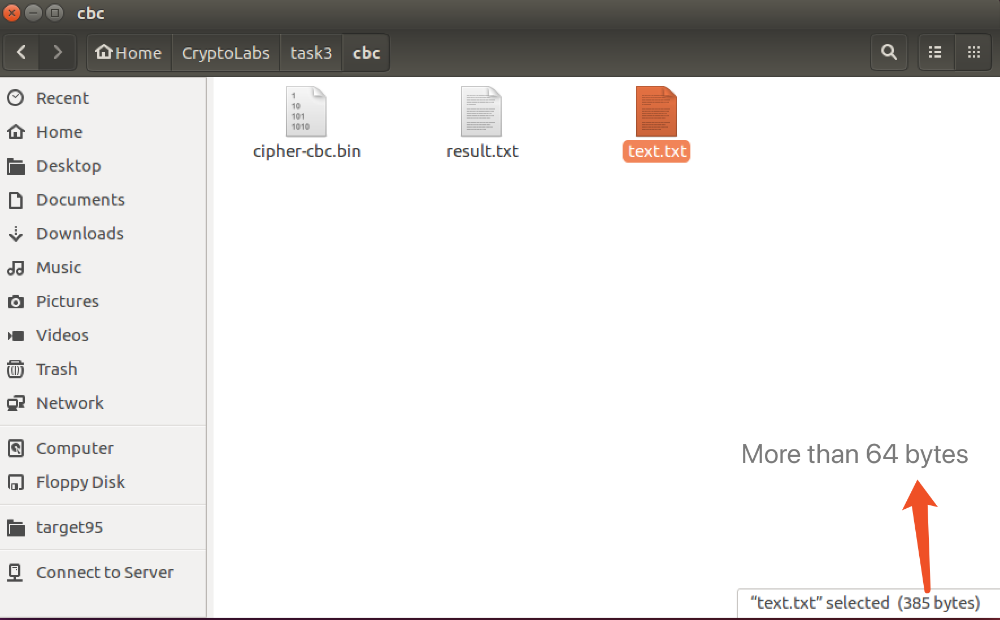 cbc
Home CryptoLabs task3 cbc
Recent
Home
Desktop
Documents
Downloads
Music
Pictures
Videos
Trash
Network
Computer
Floppy Disk
target95
Connect to Server
1
10
101
1010
cipher-cbc.bin
result.txt
text.txt
More than 64 bytes
“text.txt” selected (385 bytes)